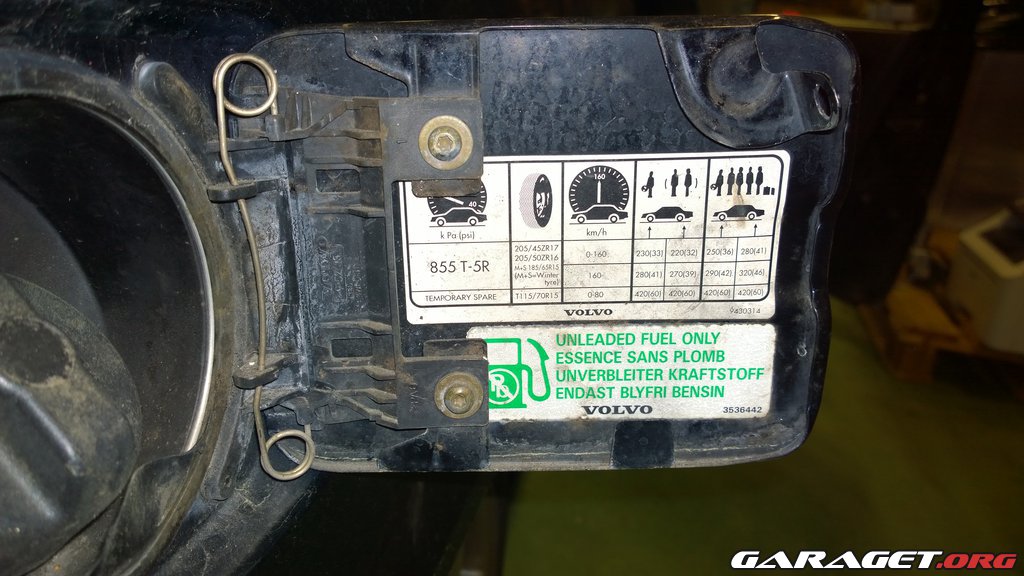 40
160
k Pa (psi)
km/h
855 T-5R
205/45ZR17
205/50ZR16
M+S 185/65R15
(M+S=Winter
tyre)
0-160
230(33) 220(32) 250(36) 280(41)
160-
280(41) 270(39) 290(42) 320(46)
TEMPORARY SPARE T115/70R15 0-80 420(60) 420(60) 420(60) 420(60)
VOLVO 9430314
UNLEADED FUEL ONLY
ESSENCE SANS PLOMB
UNVERBLEITER KRAFTSTOFF
ENDAST BLYFRI BENSIN
VOLVO 3536442
GARAGET.ORG